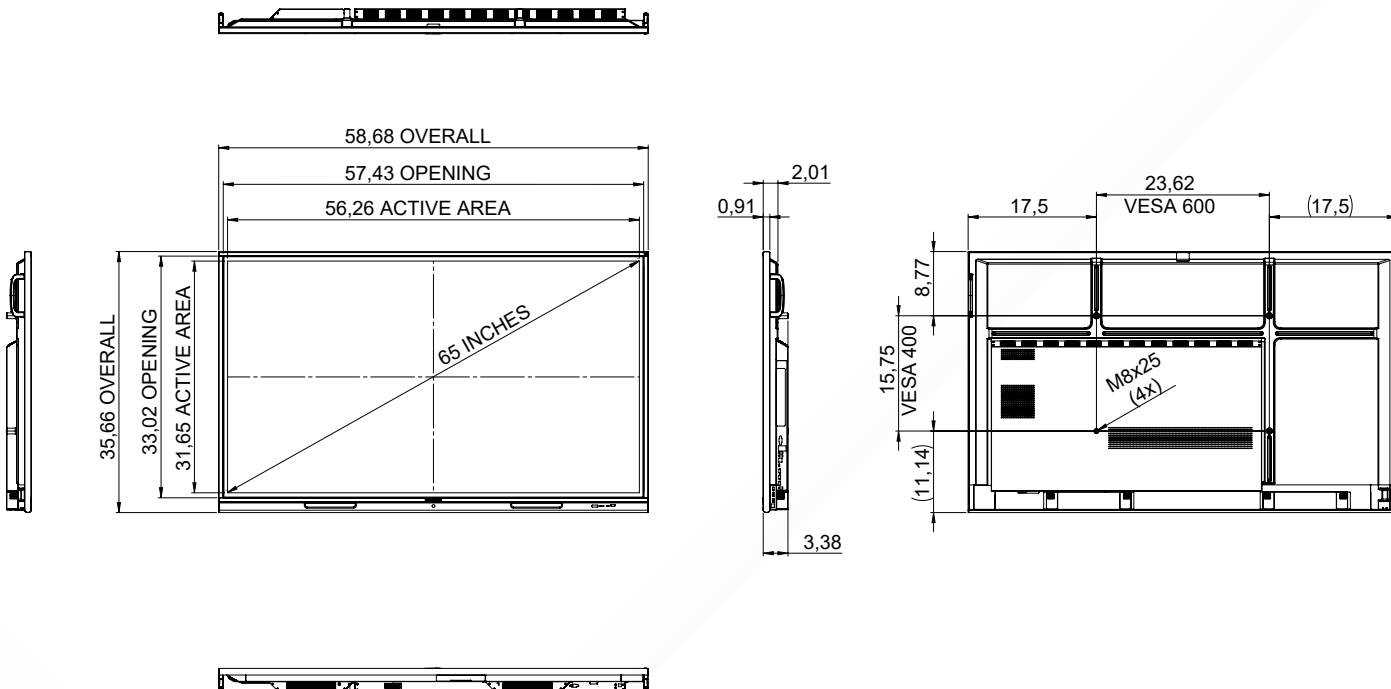 58,68 OVERALL
57,43 OPENING
56,26 ACTIVE AREA
35,66 OVERALL
33,02 OPENING
31,65 ACTIVE AREA
65 INCHES
2,01
0,91
3,38
23,62
VESA 600
17,5
(17,5)
8,77
15,75
VESA 400
(11,14)
M8x25
(4x)